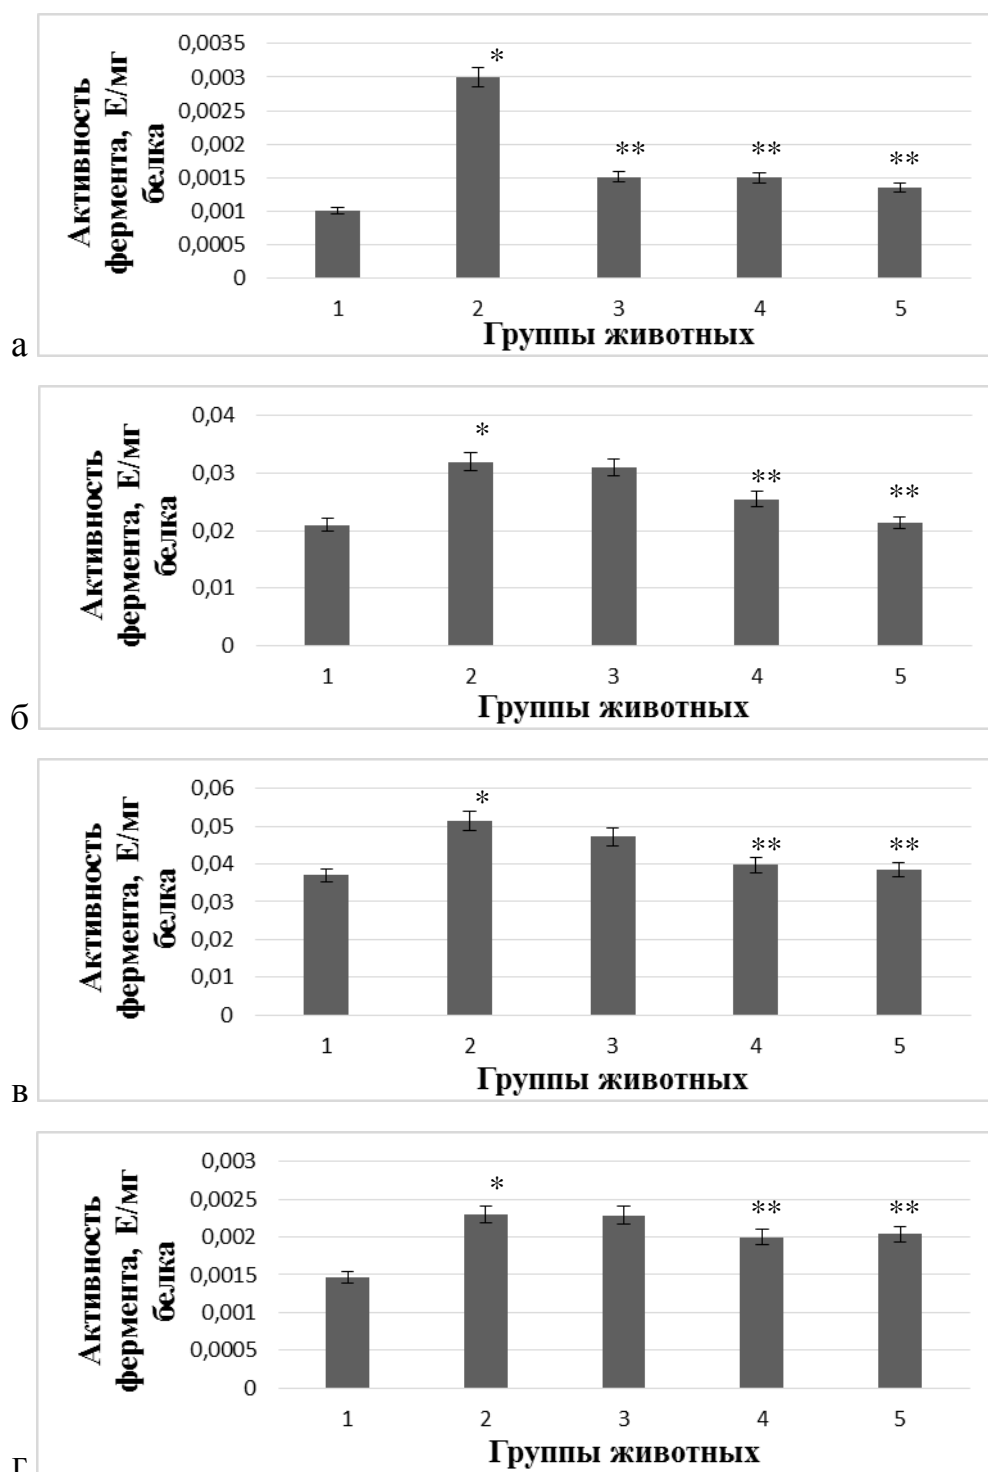 Активность
фермента, Е/мг
белка
0,0035
0,003
0,0025
0,002
0,0015
0,001
0,0005
0
*
**
**
**
1 2 3 4 5
Группы животных
а
Активность
фермента, Е/мг
белка
0,04
0,03
0,02
0,01
0
*
**
**
1 2 3 4 5
Группы животных
б
Активность
фермента, Е/мг
белка
0,06
0,05
0,04
0,03
0,02
0,01
0
*
**
**
1 2 3 4 5
Группы животных
в
Активность
фермента, Е/мг
белка
0,003
0,0025
0,002
0,0015
0,001
0,0005
0
*
**
**
1 2 3 4 5
Группы животных
г